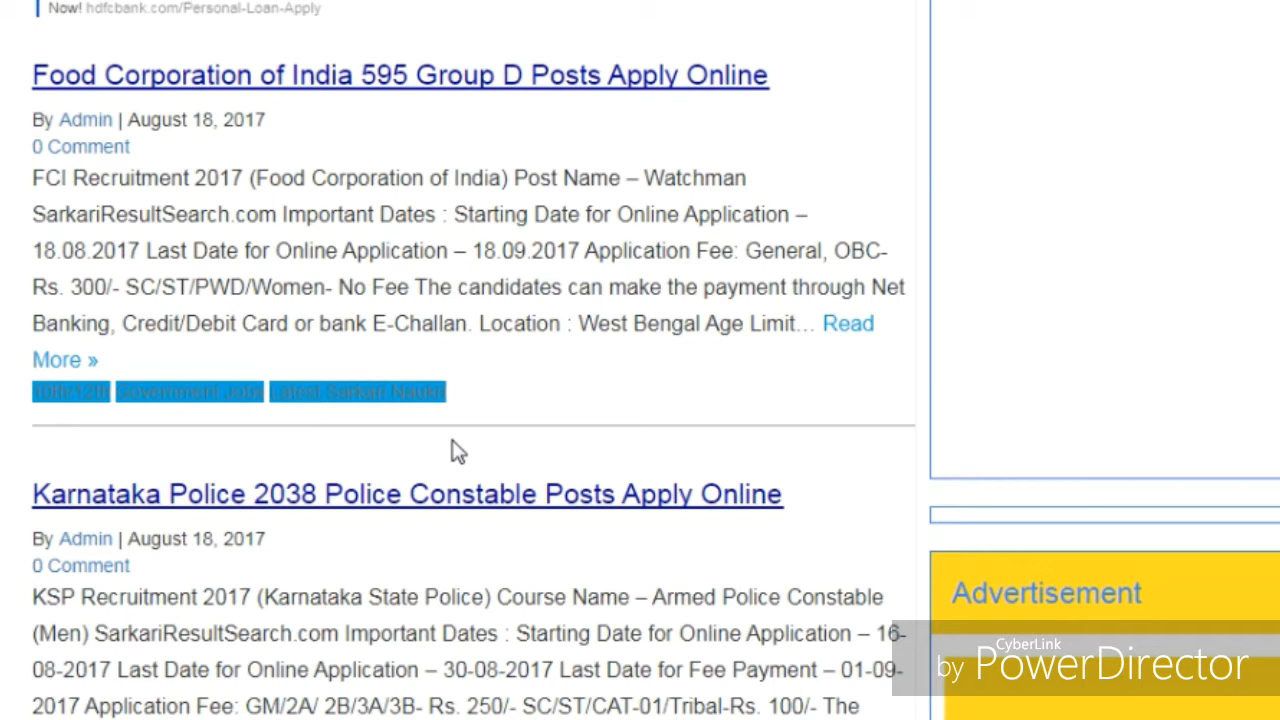 Now! hdfcbank.com/Personal-Loan-Apply
Food Corporation of India 595 Group D Posts Apply Online
By Admin | August 18, 2017
0 Comment
FCI Recruitment 2017 (Food Corporation of India) Post Name – Watchman
SarkariResultSearch.com Important Dates : Starting Date for Online Application –
18.08.2017 Last Date for Online Application – 18.09.2017 Application Fee: General, OBC-
Rs. 300/- SC/ST/PWD/Women- No Fee The candidates can make the payment through Net
Banking, Credit/Debit Card or bank E-Challan. Location : West Bengal Age Limit... Read
More »
10th/12th Government Jobs Latest Sarkari Naukri
Karnataka Police 2038 Police Constable Posts Apply Online
By Admin | August 18, 2017
0 Comment
KSP Recruitment 2017 (Karnataka State Police) Course Name – Armed Police Constable
(Men) SarkariResultSearch.com Important Dates : Starting Date for Online Application – 16-
08-2017 Last Date for Online Application – 30-08-2017 Last Date for Fee Payment – 01-09-
2017 Application Fee: GM/2A/ 2B/3A/3B- Rs. 250/- SC/ST/CAT-01/Tribal-Rs. 100/- The
Advertisement
CyberLink
by PowerDirector